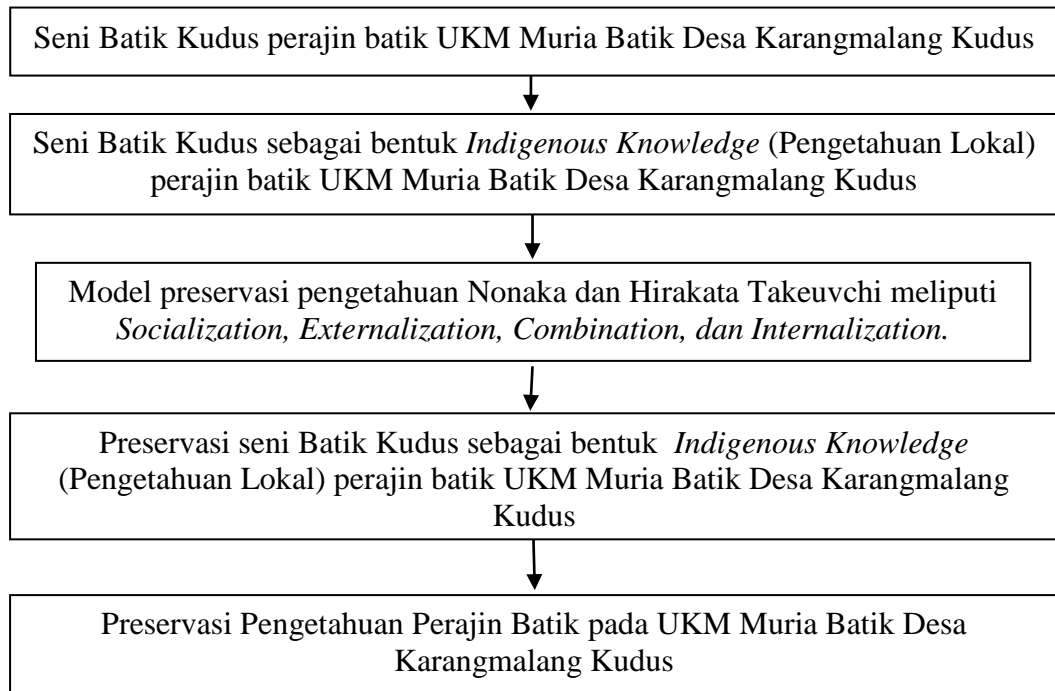 Seni Batik Kudus perajin batik UKM Muria Batik Desa Karangmalang Kudus
Seni Batik Kudus sebagai bentuk Indigenous Knowledge (Pengetahuan Lokal)
perajin batik UKM Muria Batik Desa Karangmalang Kudus
Model preservasi pengetahuan Nonaka dan Hirakata Takeuvchi meliputi
Socialization, Externalization, Combination, dan Internalization.
Preservasi seni Batik Kudus sebagai bentuk Indigenous Knowledge
(Pengetahuan Lokal) perajin batik UKM Muria Batik Desa Karangmalang
Kudus
Preservasi Pengetahuan Perajin Batik pada UKM Muria Batik Desa
Karangmalang Kudus